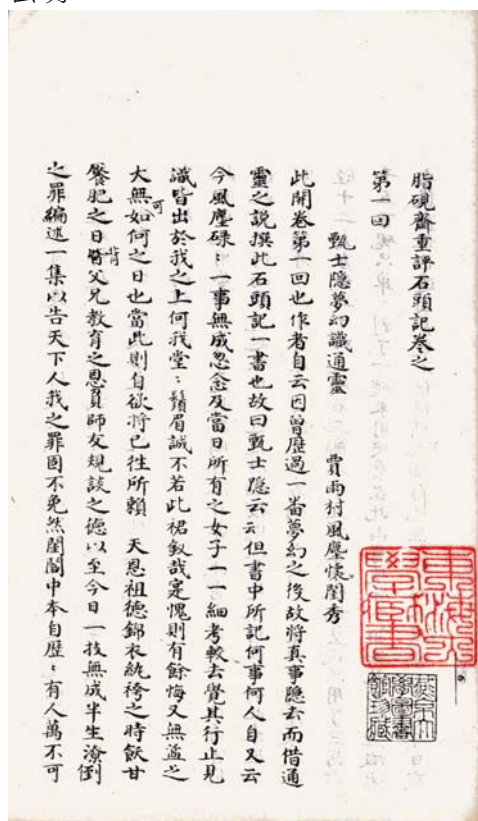 脂硯齋重評石頭記卷之
第一回
甄士隱夢幻識通靈　賈雨村風塵懷閨秀
此開卷第一回也作者自云因曾歷過一番夢幻之後故將真事隱去而借通
靈之說撰此石頭記一書也故曰甄士隱云云但書中所記何事何人自又云
今風塵碌:一事無成忽念及當日所有之女子一一細考較去覺其行止見
識皆出於我之上何我堂:鬚眉誠不若此裙釵哉寔愧則有餘悔又無益之
大無可如何之日也當此則自欲將已徃所賴　天恩祖德錦衣紈袴之時飫甘
饜肥之日背父兄教育之恩負師友規談之德以至今日一技無成半生潦倒
之罪編述一集以告天下人我之罪固不免然閨閣中本自歷:有人萬不可
燕京大學圖書館珍藏